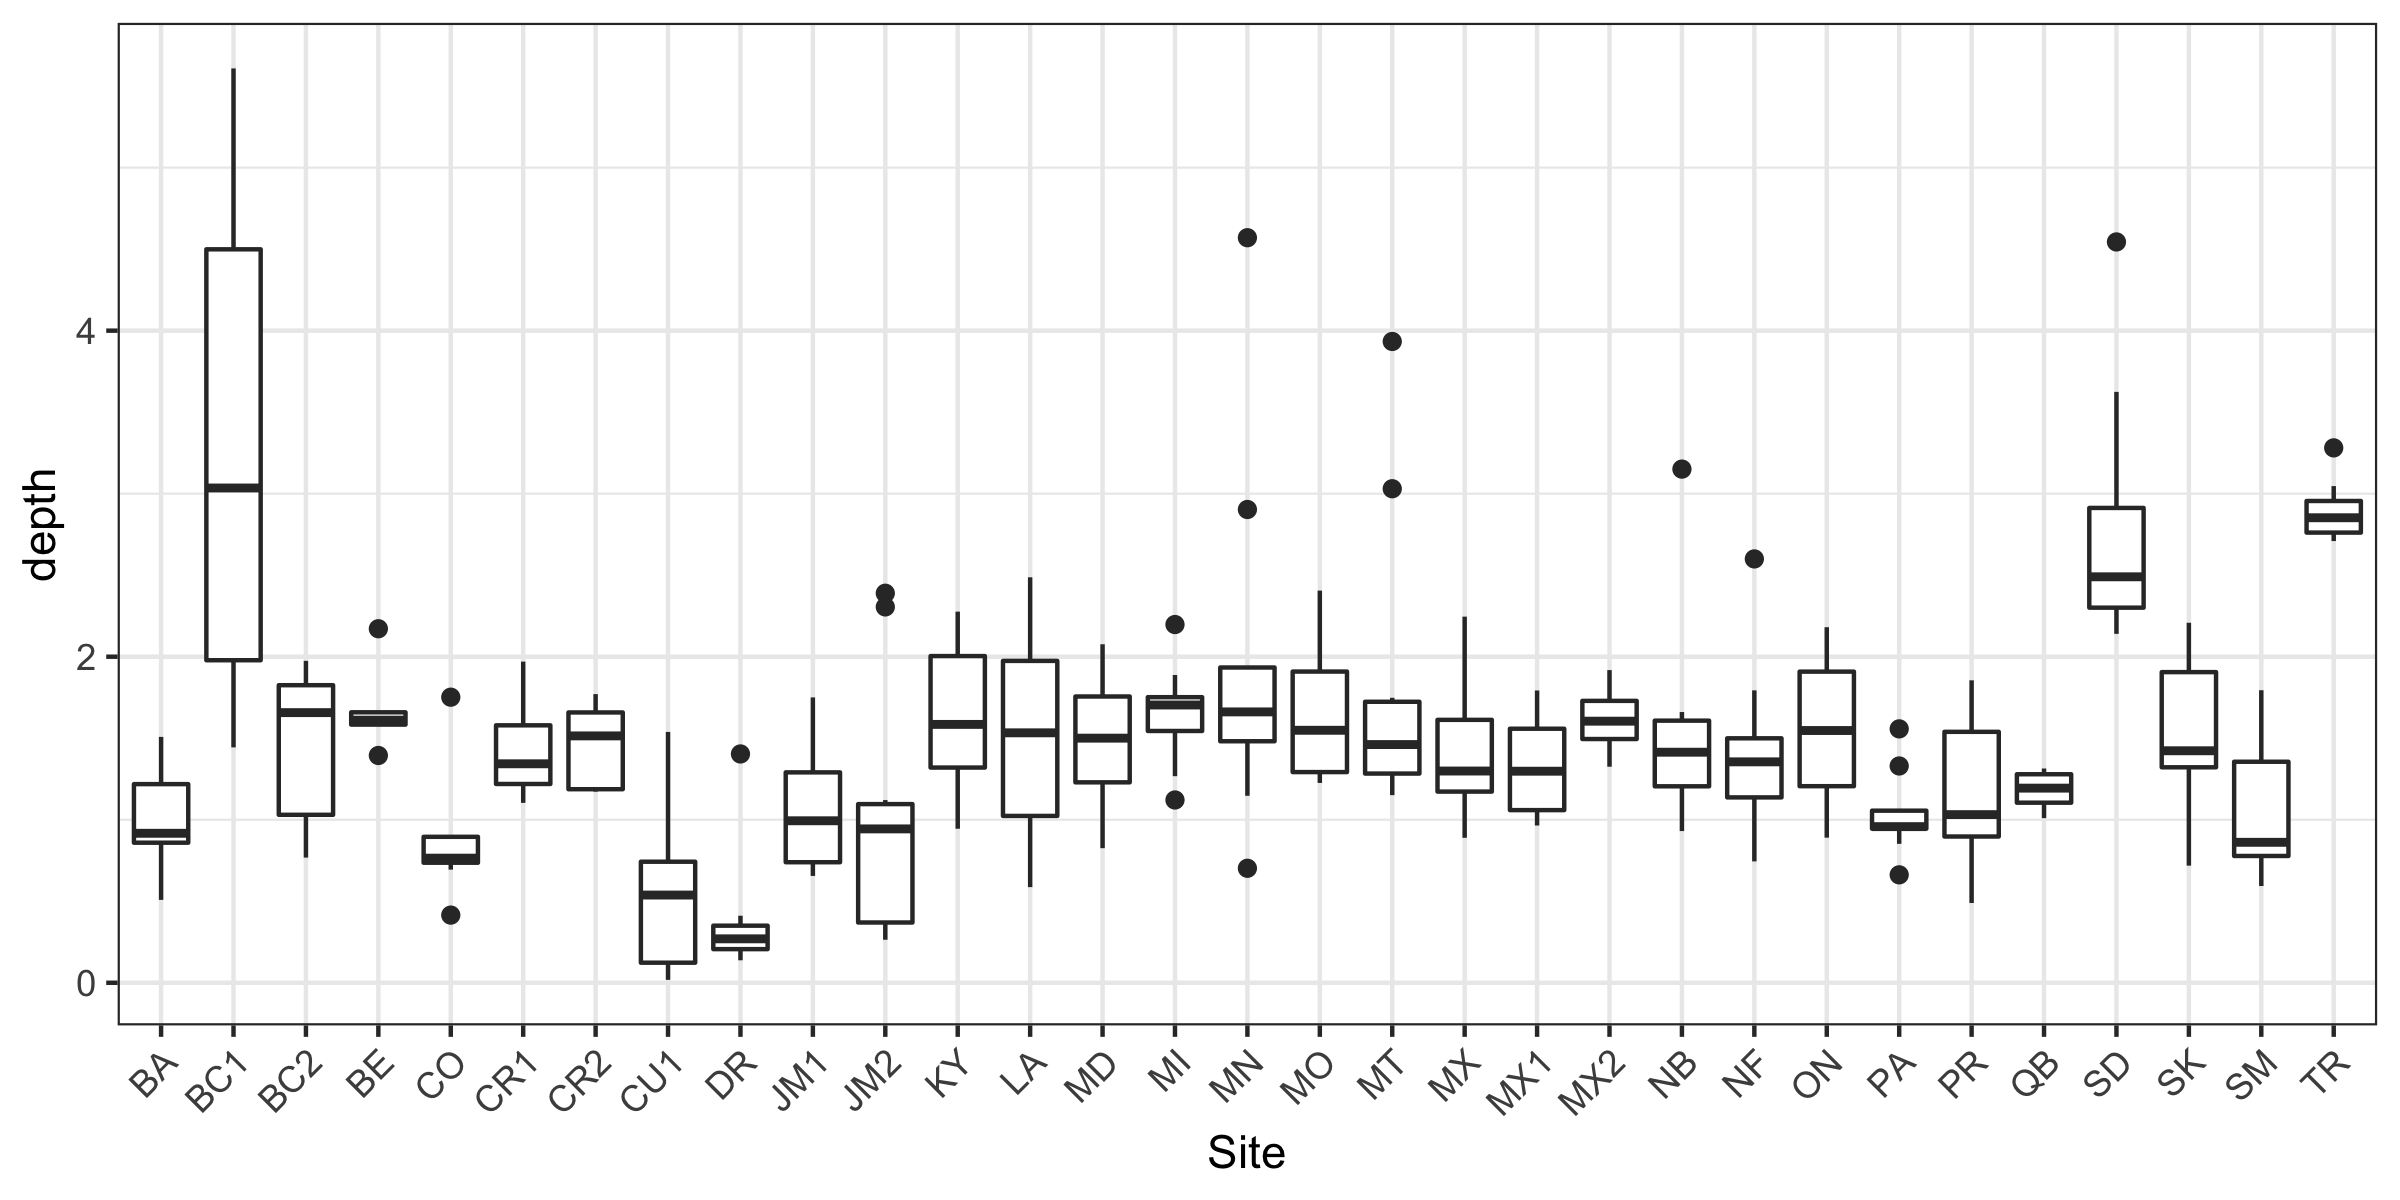 depth
4
2
0
BA BC1 BC2 BE CO CR1 CR2 CU1 DR JM1 JM2 KY LA MD MI MN MO MT MX MX1 MX2 NB NF ON PA PR QB SD SK SM TR
Site